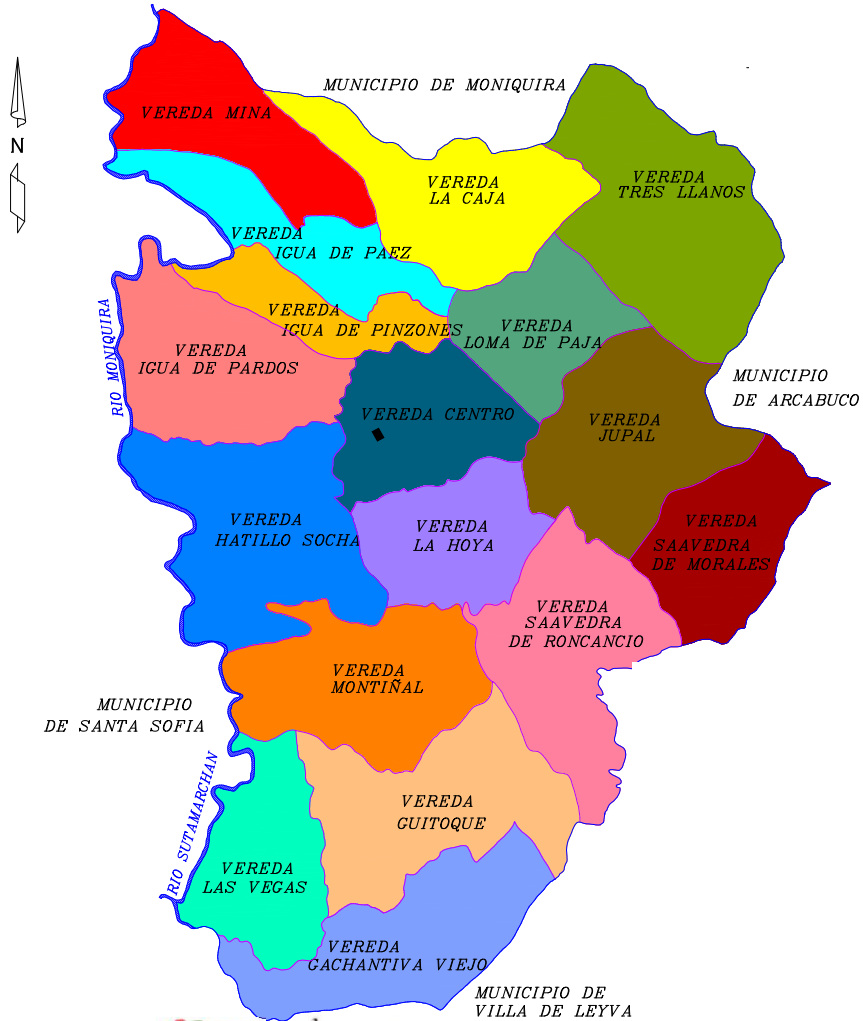 MUNICIPIO DE MONIQUIRA
VEREDA MINA
N
VEREDA
LA CAJA
VEREDA
TRES LLANOS
VEREDA
IGUA DE PAEZ
VEREDA
IGUA DE PINZONES
VEREDA
LOMA DE PAJA
VEREDA
IGUA DE PARDOS
RIO MONIQUIRA
MUNICIPIO
DE ARCABUCO
VEREDA CENTRO
VEREDA
JUPAL
VEREDA
HATILLO SOCHA
VEREDA
LA HOYA
VEREDA
SAAVEDRA
DE MORALES
VEREDA
SAAVEDRA
DE RONCANCIO
VEREDA
MONTIÑAL
MUNICIPIO
DE SANTA SOFIA
RIO SUTAMARCHAN
VEREDA
GUITOQUE
VEREDA
LAS VEGAS
VEREDA
GACHANTIVA VIEJO
MUNICIPIO DE
VILLA DE LEYVA